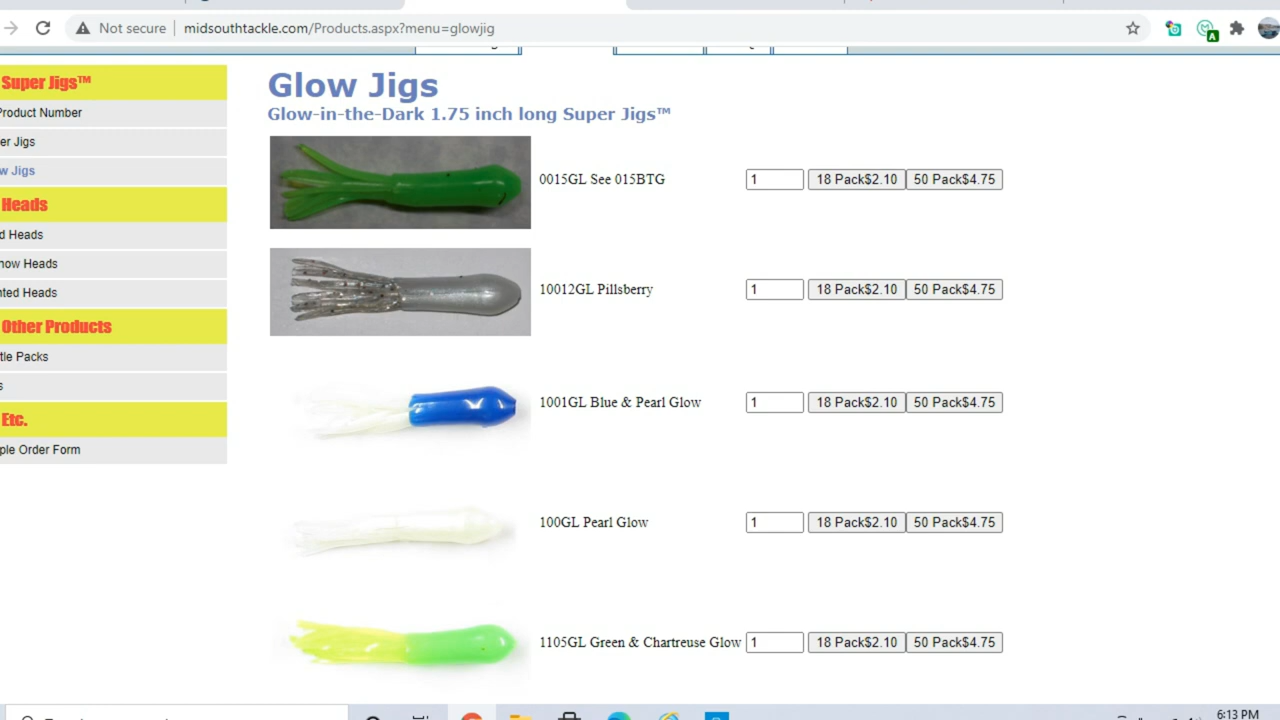 Not secure midsouthtackle.com/Products.aspx?menu=glowjig
Super Jigs™
Product Number
er Jigs
w Jigs
Heads
d Heads
now Heads
nted Heads
Other Products
tle Packs
s
Etc.
ple Order Form
Glow Jigs
Glow-in-the-Dark 1.75 inch long Super Jigs™
0015GL See 015BTG 1 18 Pack$2.10 50 Pack$4.75
10012GL Pillsberry 1 18 Pack$2.10 50 Pack$4.75
1001GL Blue & Pearl Glow 1 18 Pack$2.10 50 Pack$4.75
100GL Pearl Glow 1 18 Pack$2.10 50 Pack$4.75
1105GL Green & Chartreuse Glow 1 18 Pack$2.10 50 Pack$4.75
6:13 PM